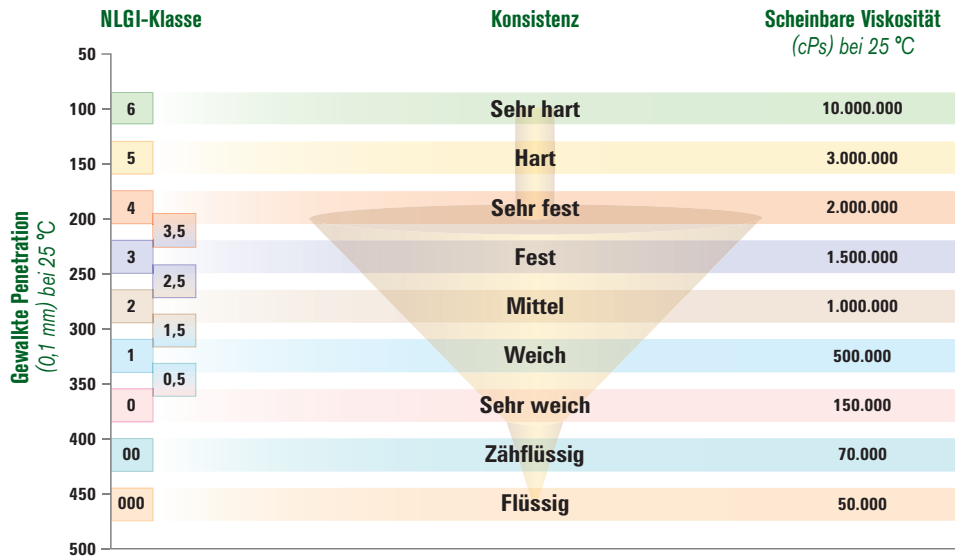 NLGI-Klasse Konsistenz Scheinbare Viskosität
(cPs) bei 25 °C
Gewalkte Penetration
(0,1 mm) bei 25 °C
50
100
150
200
250
300
350
400
450
500
6 Sehr hart 10.000.000
5 Hart 3.000.000
4 Sehr fest 2.000.000
3,5
3 Fest 1.500.000
2,5
2 Mittel 1.000.000
1,5
1 Weich 500.000
0,5
0 Sehr weich 150.000
00 Zähflüssig 70.000
000 Flüssig 50.000